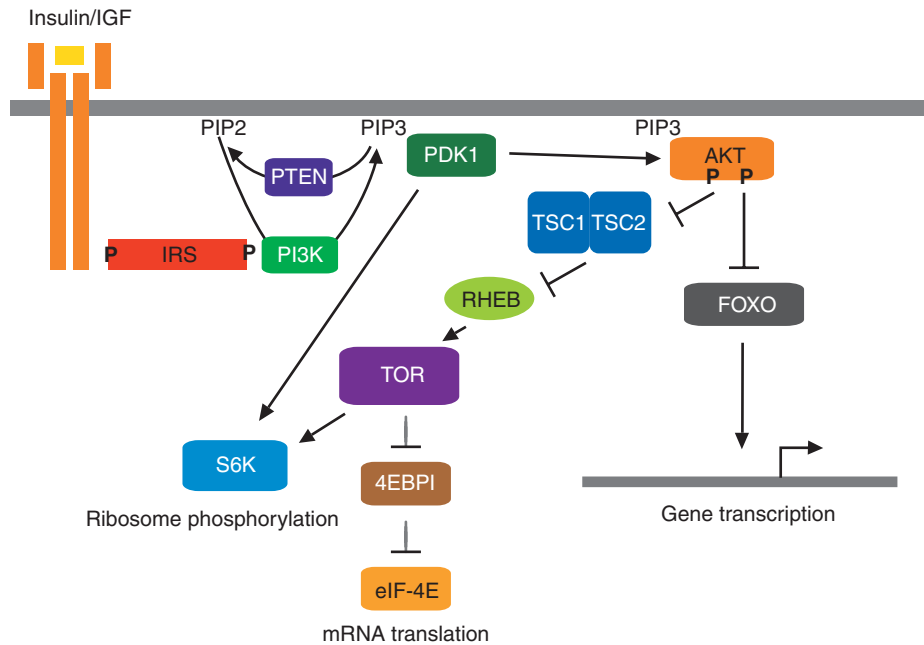 Insulin/IGF
PIP2
PIP3
PIP3
PTEN
PDK1
AKT
P P
TSC1
TSC2
P
IRS
P
PI3K
RHEB
FOXO
TOR
S6K
4EBPI
Ribosome phosphorylation
Gene transcription
eIF-4E
mRNA translation